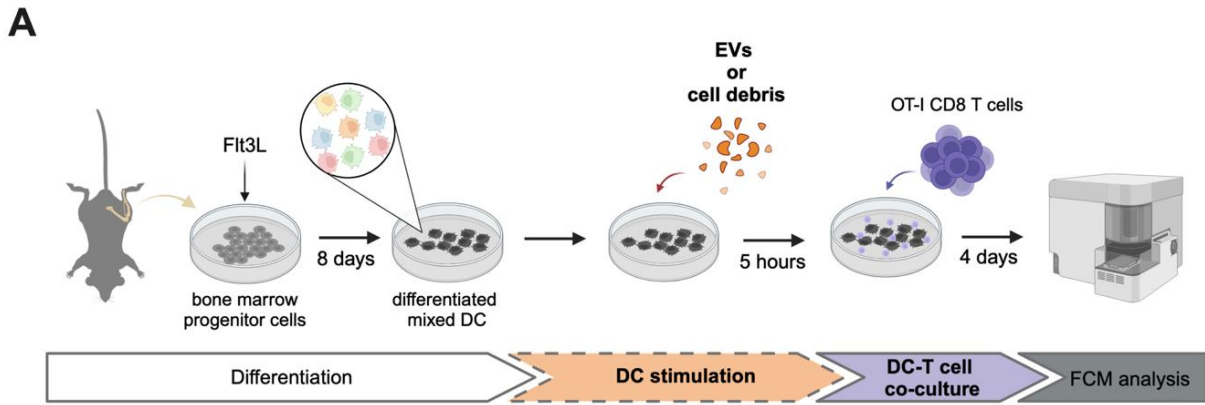 A
EVs
or
cell debris
OT-I CD8 T cells
Flt3L
8 days
5 hours
4 days
bone marrow
progenitor cells
differentiated
mixed DC
Differentiation
DC stimulation
DC-T cell
co-culture
FCM analysis